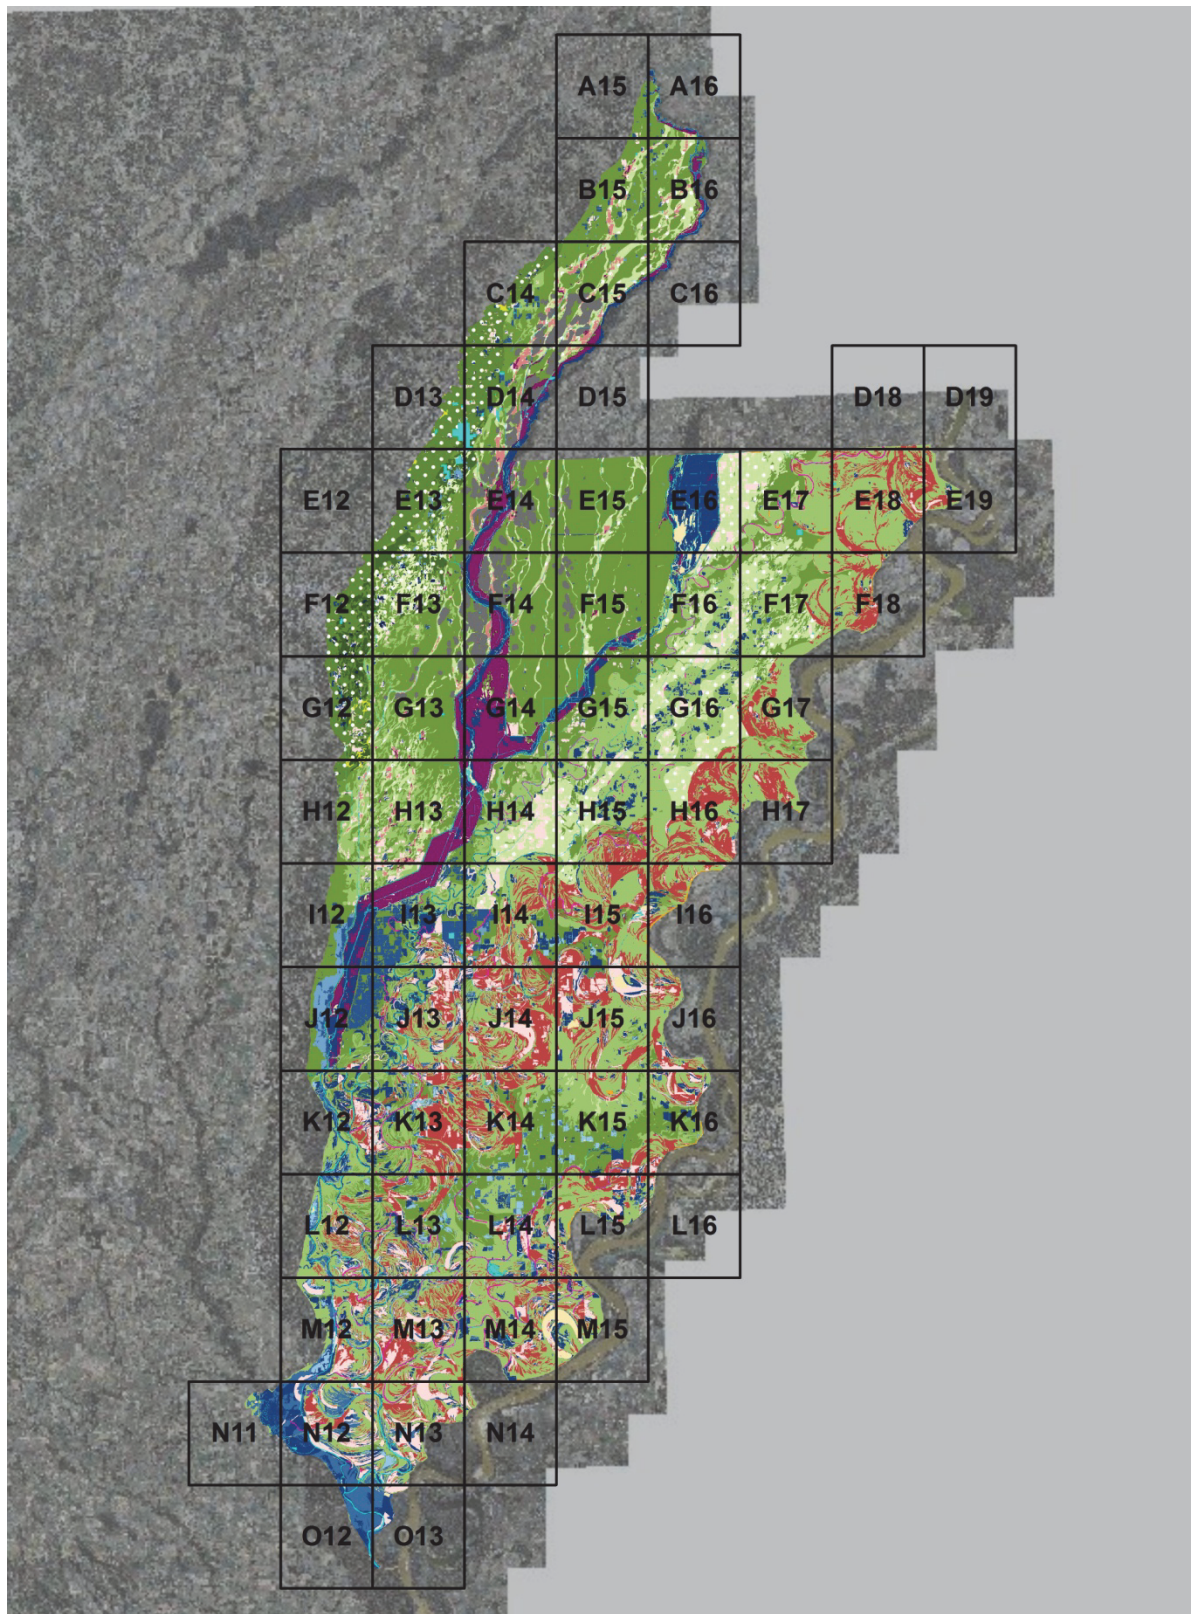 A15 A16
B15 B16
C14 C15 C16
D13 D14 D15 D18 D19
E12 E13 E14 E15 E16 E17 E18 E19
F12 F13 F14 F15 F16 F17 F18
G12 G13 G14 G15 G16 G17
H12 H13 H14 H15 H16 H17
I12 I13 I14 I15 I16
J12 J13 J14 J15 J16
K12 K13 K14 K15 K16
L12 L13 L14 L15 L16
M12 M13 M14 M15
N11 N12 N13 N14
O12 O13